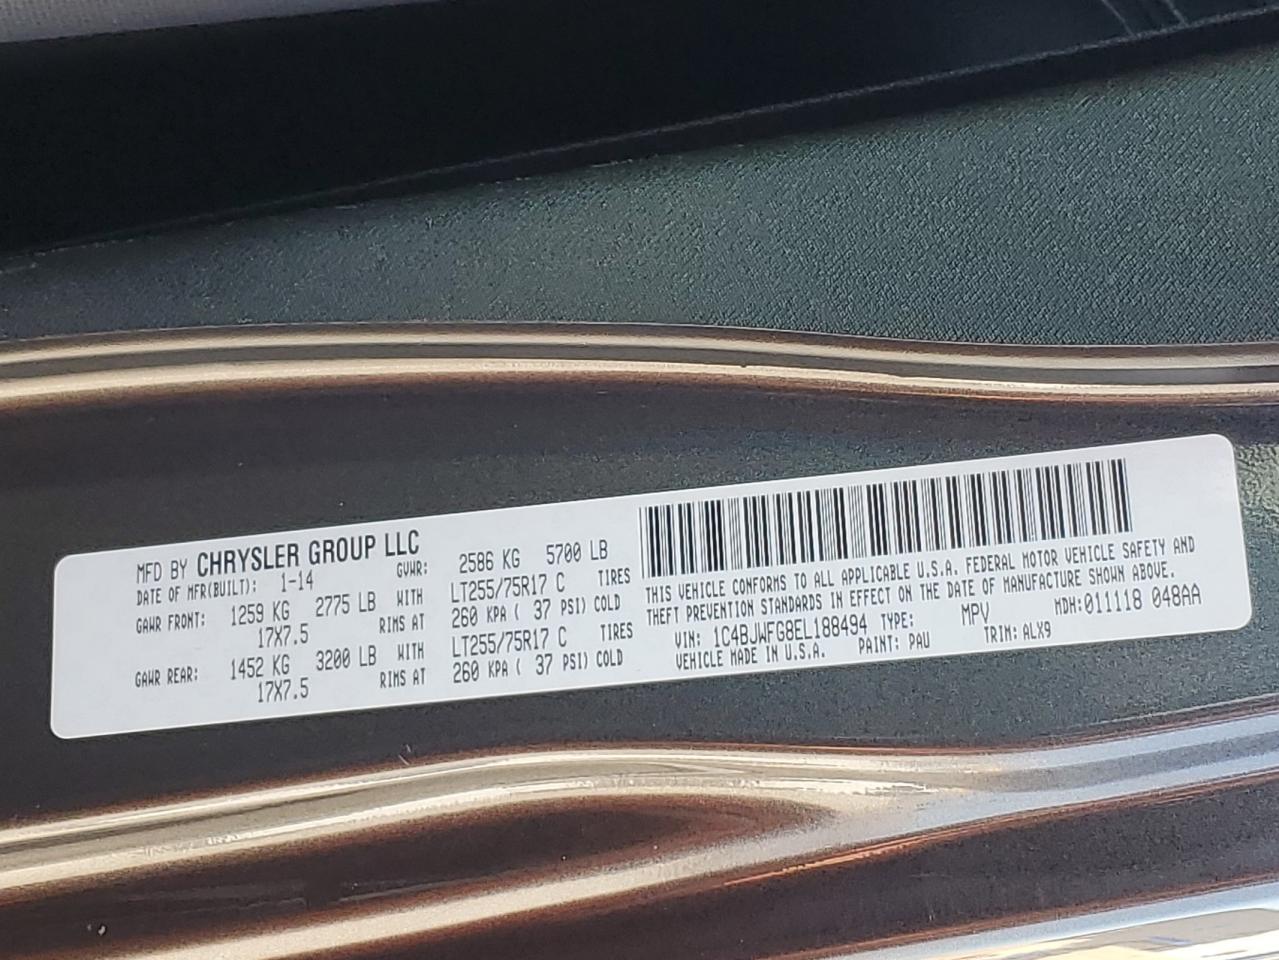 MFD BY CHRYSLER GROUP LLC
DATE OF MFR(BUILT): 1-14 GVWR: 2586 KG 5700 LB
GAWR FRONT: 1259 KG 2775 LB WITH LT255/75R17 C TIRES
17X7.5 RIMS AT 260 KPA ( 37 PSI) COLD
GAWR REAR: 1452 KG 3200 LB WITH LT255/75R17 C TIRES
17X7.5 RIMS AT 260 KPA ( 37 PSI) COLD
THIS VEHICLE CONFORMS TO ALL APPLICABLE U.S.A. FEDERAL MOTOR VEHICLE SAFETY AND
THEFT PREVENTION STANDARDS IN EFFECT ON THE DATE OF MANUFACTURE SHOWN ABOVE.
VIN: 1C4BJWFG8EL188494 TYPE: MPV MDH:011118 048AA
VEHICLE MADE IN U.S.A. PAINT: PAU TRIM: ALX9